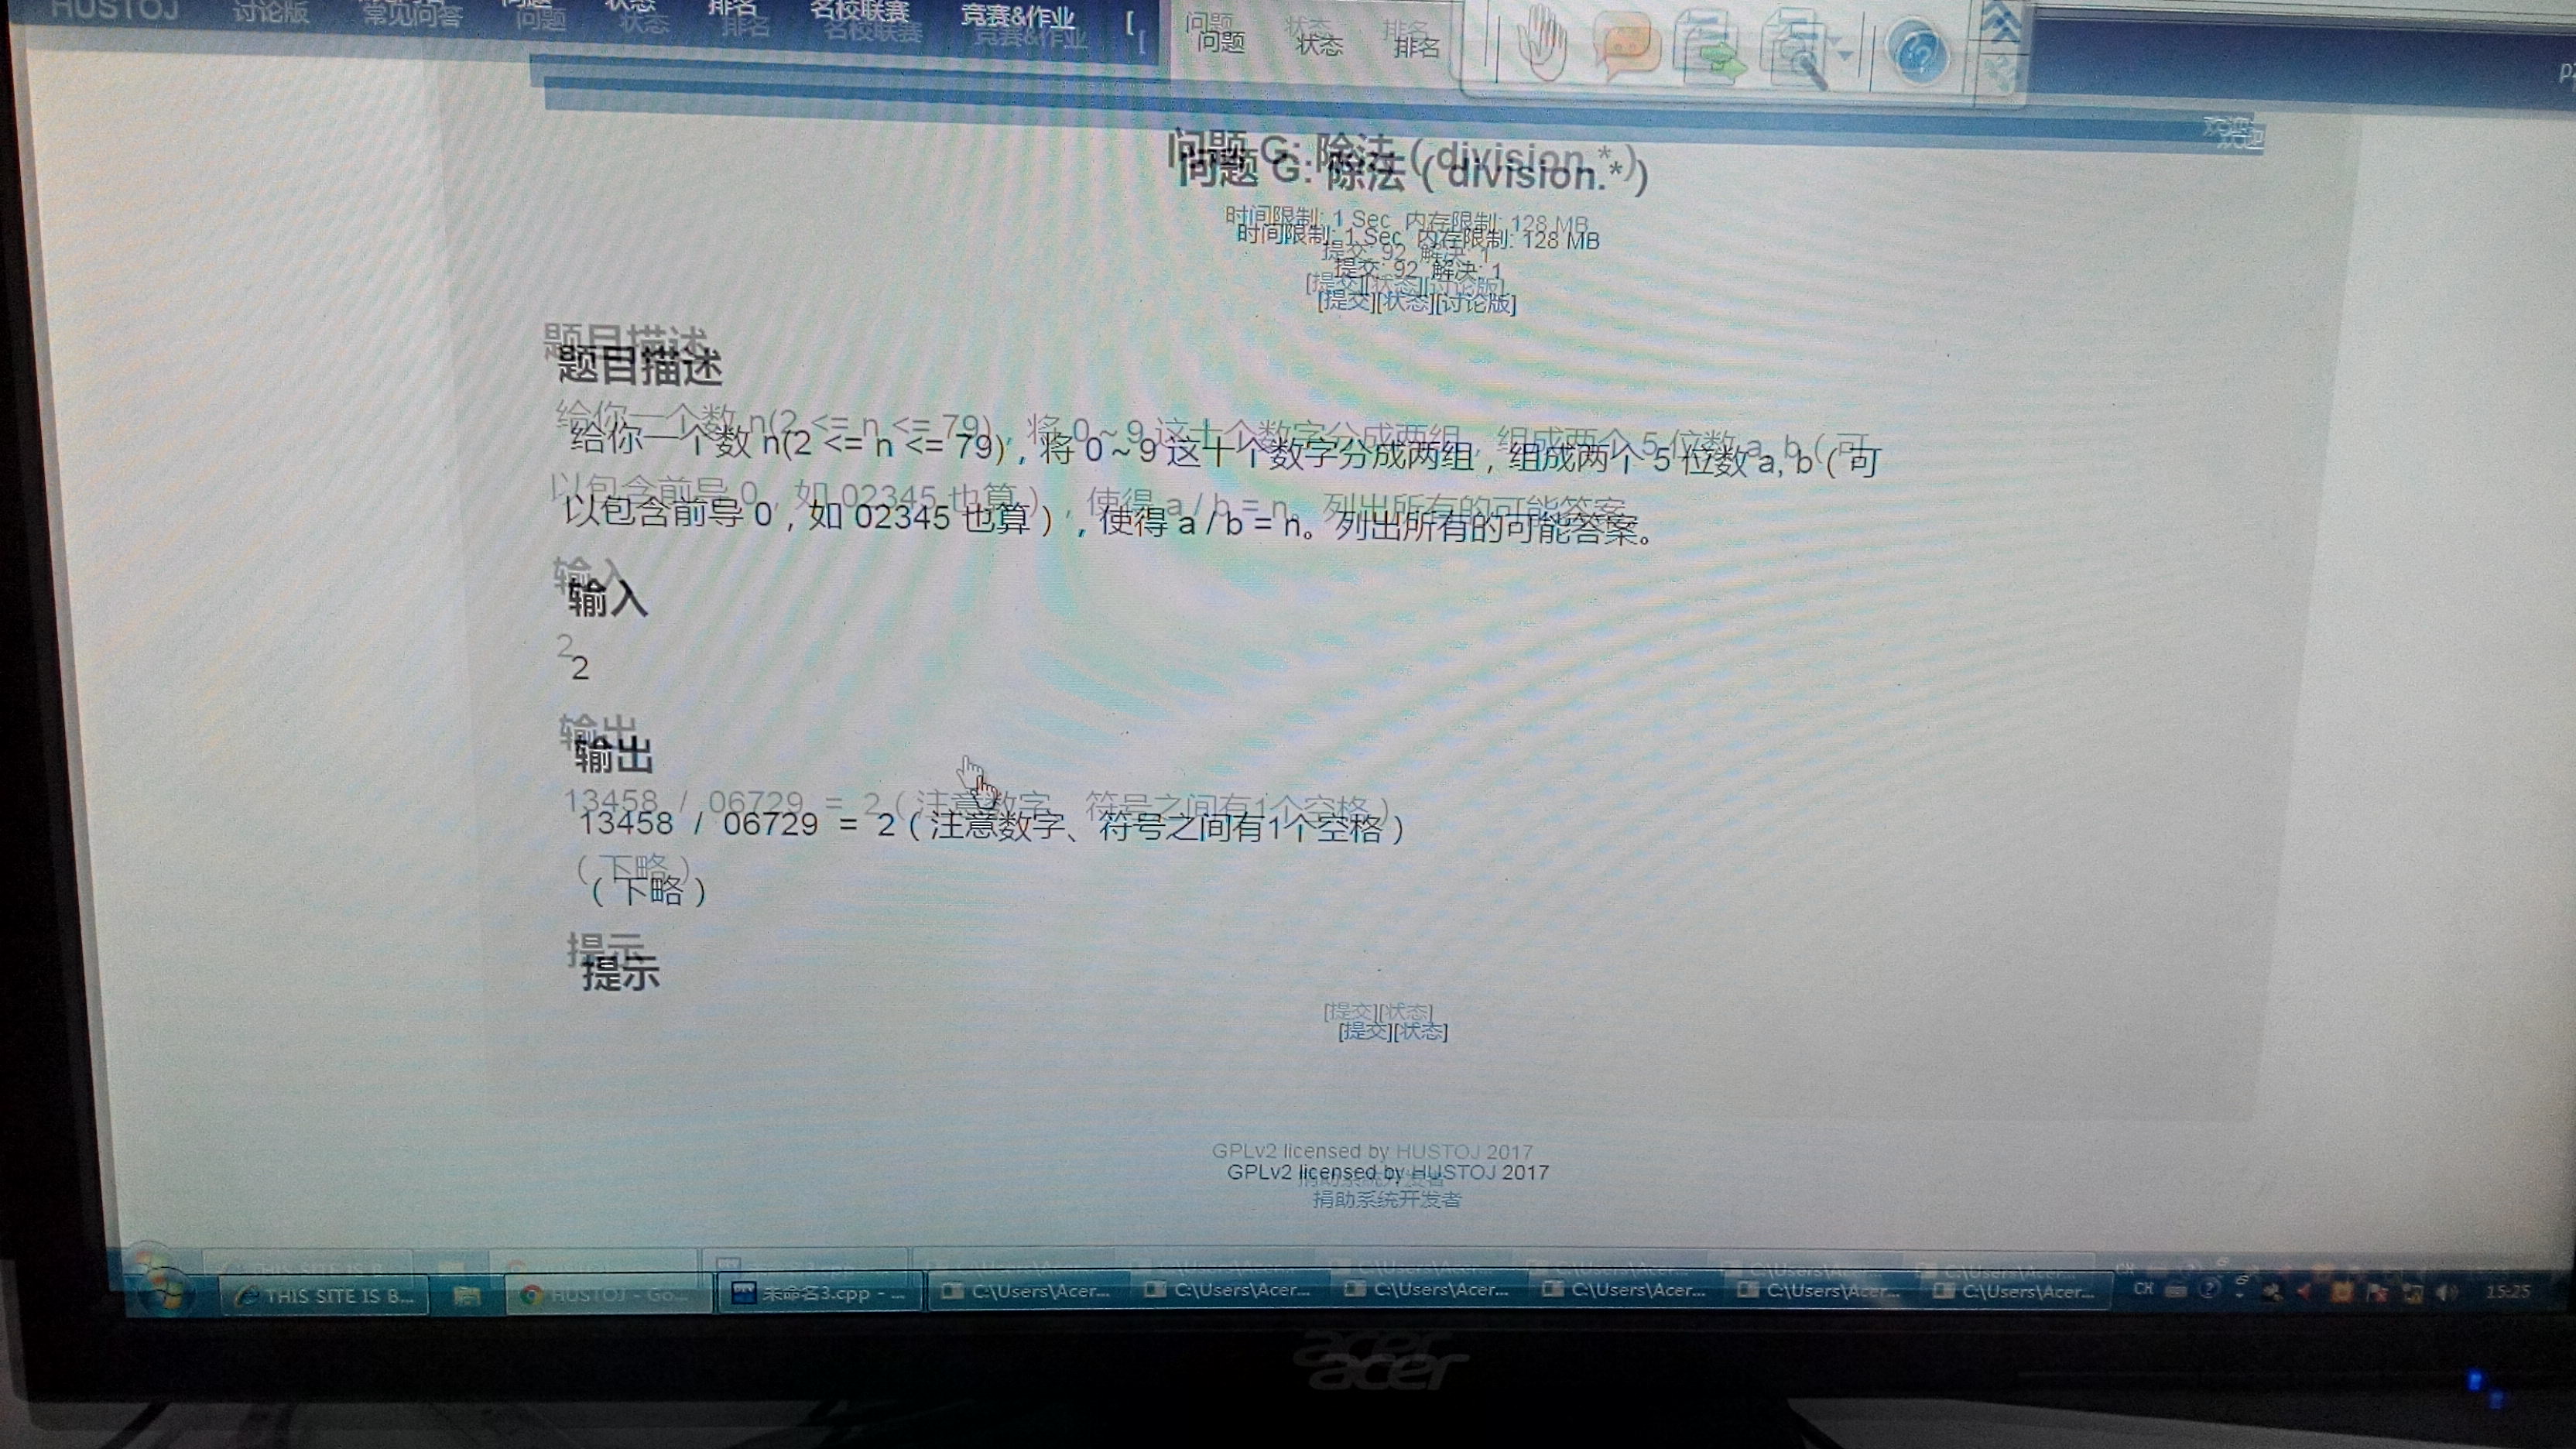 HUSTOJ 讨论版 常见问答 问题 状态 排名 名校联赛 竞赛&作业 [
问题 状态 排名
欢迎
问题 G: 除法 ( division.* )
时间限制: 1 Sec 内存限制: 128 MB
提交: 92 解决: 1
[提交][状态][讨论版]
题目描述
给你一个数 n(2 <= n <= 79)，将 0 ~ 9 这十个数字分成两组，组成两个 5 位数 a, b ( 可
以包含前导 0，如 02345 也算 )，使得 a / b = n。列出所有的可能答案。
输入
2
输出
13458 / 06729 = 2 ( 注意数字、符号之间有1个空格 )
( 下略 )
提示
[提交][状态]
GPLv2 licensed by HUSTOJ 2017
捐助系统开发者
THIS SITE IS B... HUSTOJ - Go... 未命名3.cpp - ... C:\Users\Acer... C:\Users\Acer... C:\Users\Acer... C:\Users\Acer... C:\Users\Acer... C:\Users\Acer... CH 15:25
acer